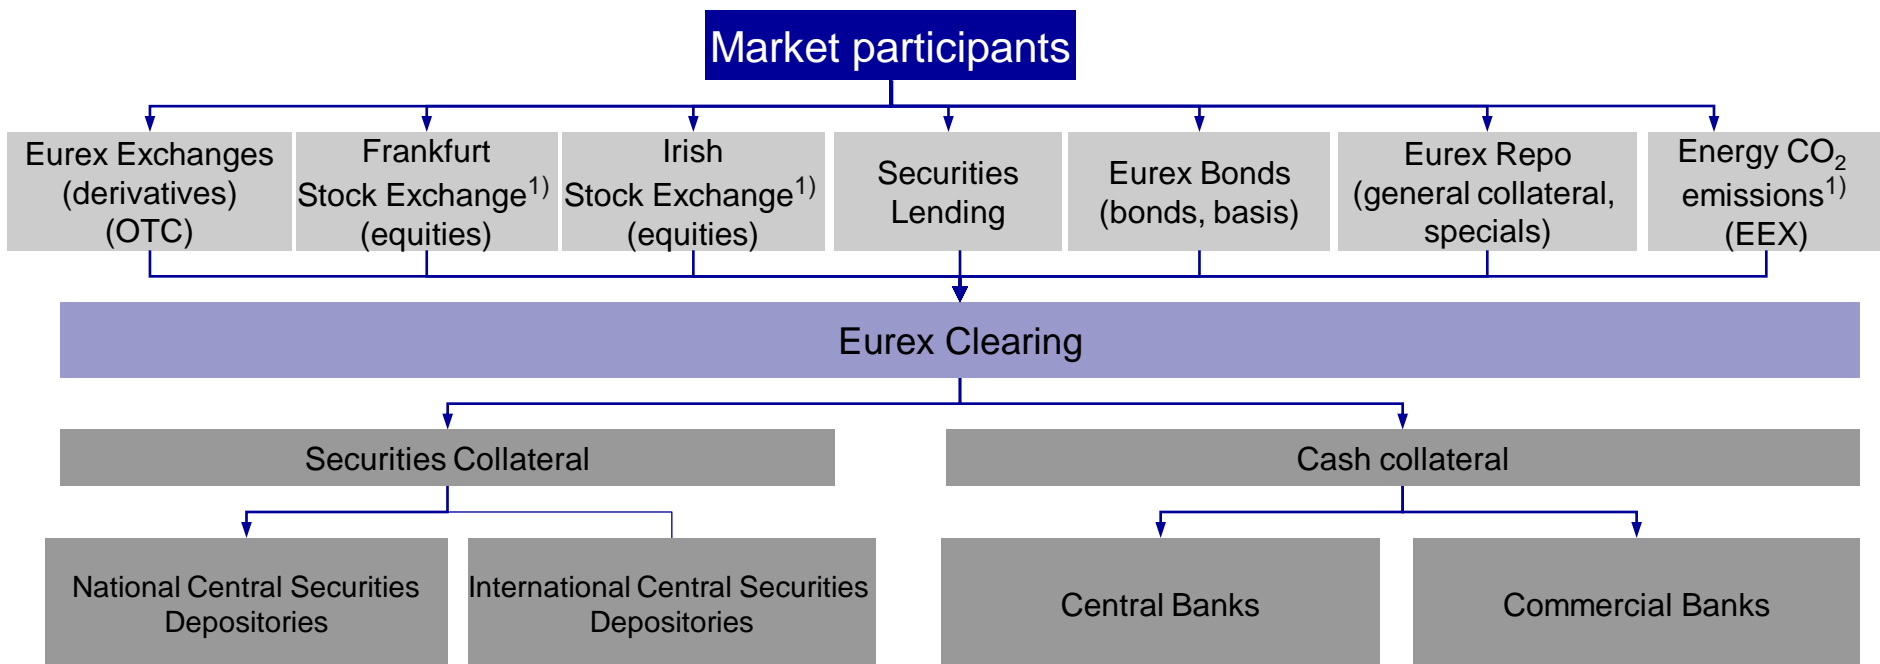 Market participants
Eurex Exchanges
(derivatives)
(OTC)
Frankfurt
Stock Exchange1)
(equities)
Irish
Stock Exchange1)
(equities)
Securities
Lending
Eurex Bonds
(bonds, basis)
Eurex Repo
(general collateral,
specials)
Energy CO2
emissions1)
(EEX)
Eurex Clearing
Securities Collateral
Cash collateral
National Central Securities
Depositories
International Central Securities
Depositories
Central Banks
Commercial Banks